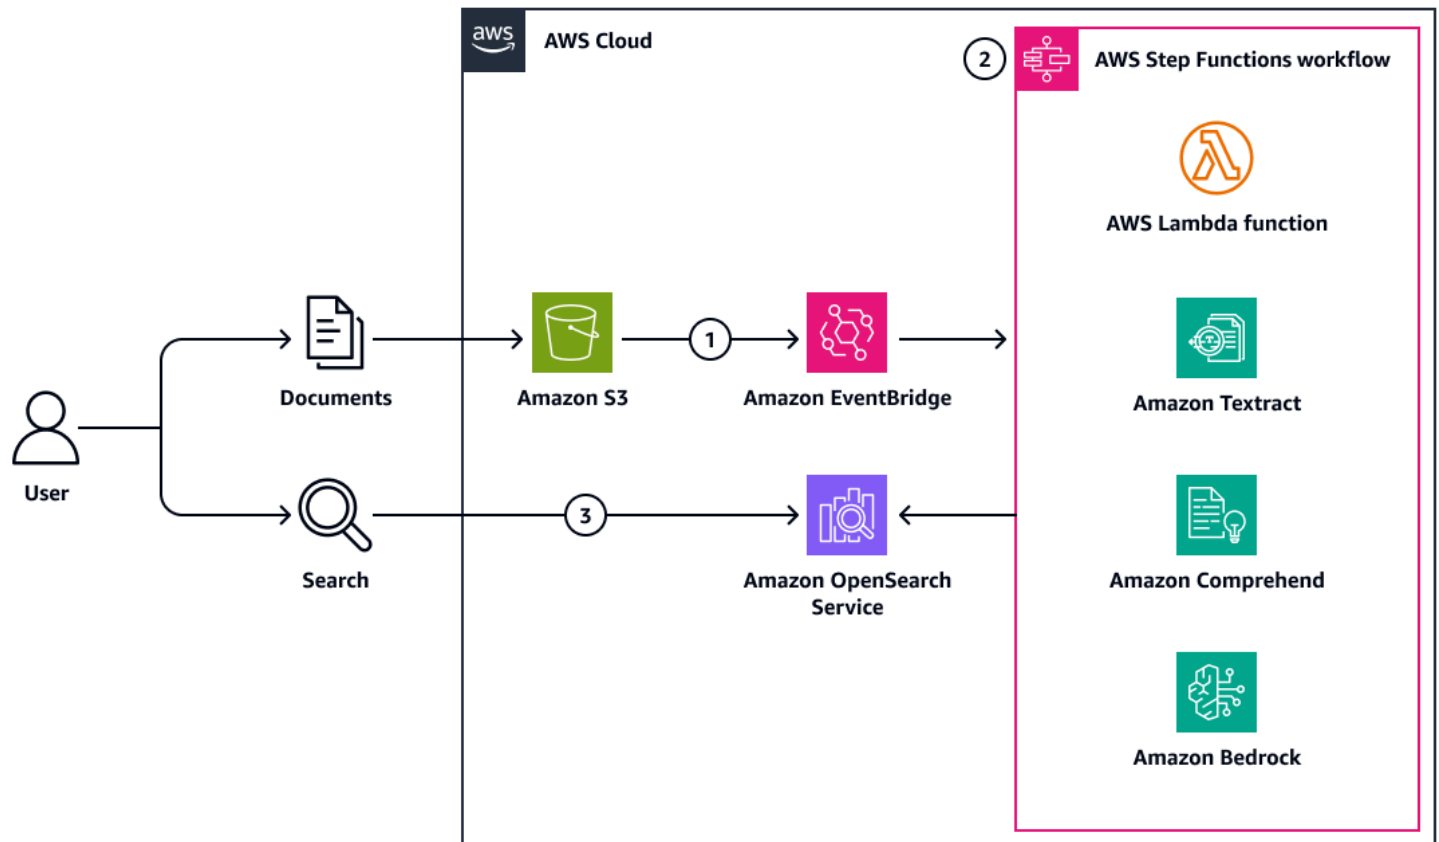 aws
AWS Cloud
2
AWS Step Functions workflow
AWS Lambda function
Documents
Amazon S3
1
Amazon EventBridge
Amazon Textract
User
Search
3
Amazon OpenSearch
Service
Amazon Comprehend
Amazon Bedrock